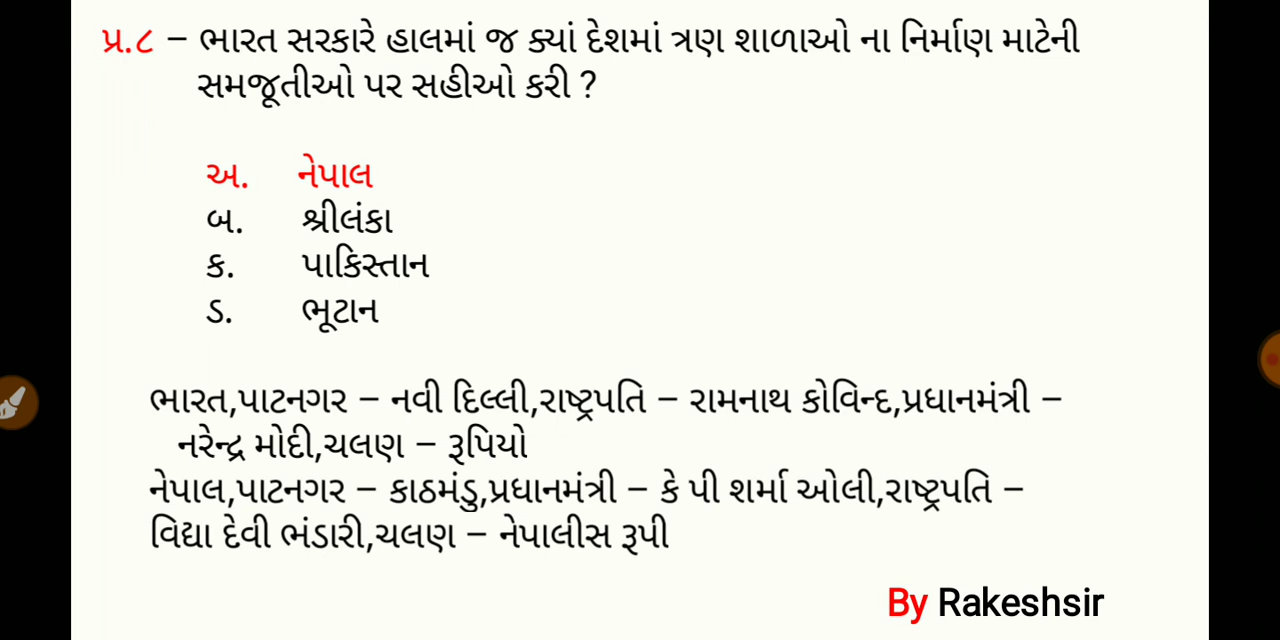 પ્ર.૮ – ભારત સરકારે હાલમાં જ ક્યાં દેશમાં ત્રણ શાળાઓ ના નિર્માણ માટેની
સમજૂતીઓ પર સહીઓ કરી ?
અ. નેપાલ
બ. શ્રીલંકા
ક. પાકિસ્તાન
ડ. ભૂટાન
ભારત,પાટનગર – નવી દિલ્લી,રાષ્ટ્રપતિ – રામનાથ કોવિન્દ,પ્રધાનમંત્રી –
નરેન્દ્ર મોદી,ચલણ – રૂપિયો
નેપાલ,પાટનગર – કાઠમંડુ,પ્રધાનમંત્રી – કે પી શર્મા ઓલી,રાષ્ટ્રપતિ –
વિદ્યા દેવી ભંડારી,ચલણ – નેપાલીસ રૂપી
By Rakeshsir